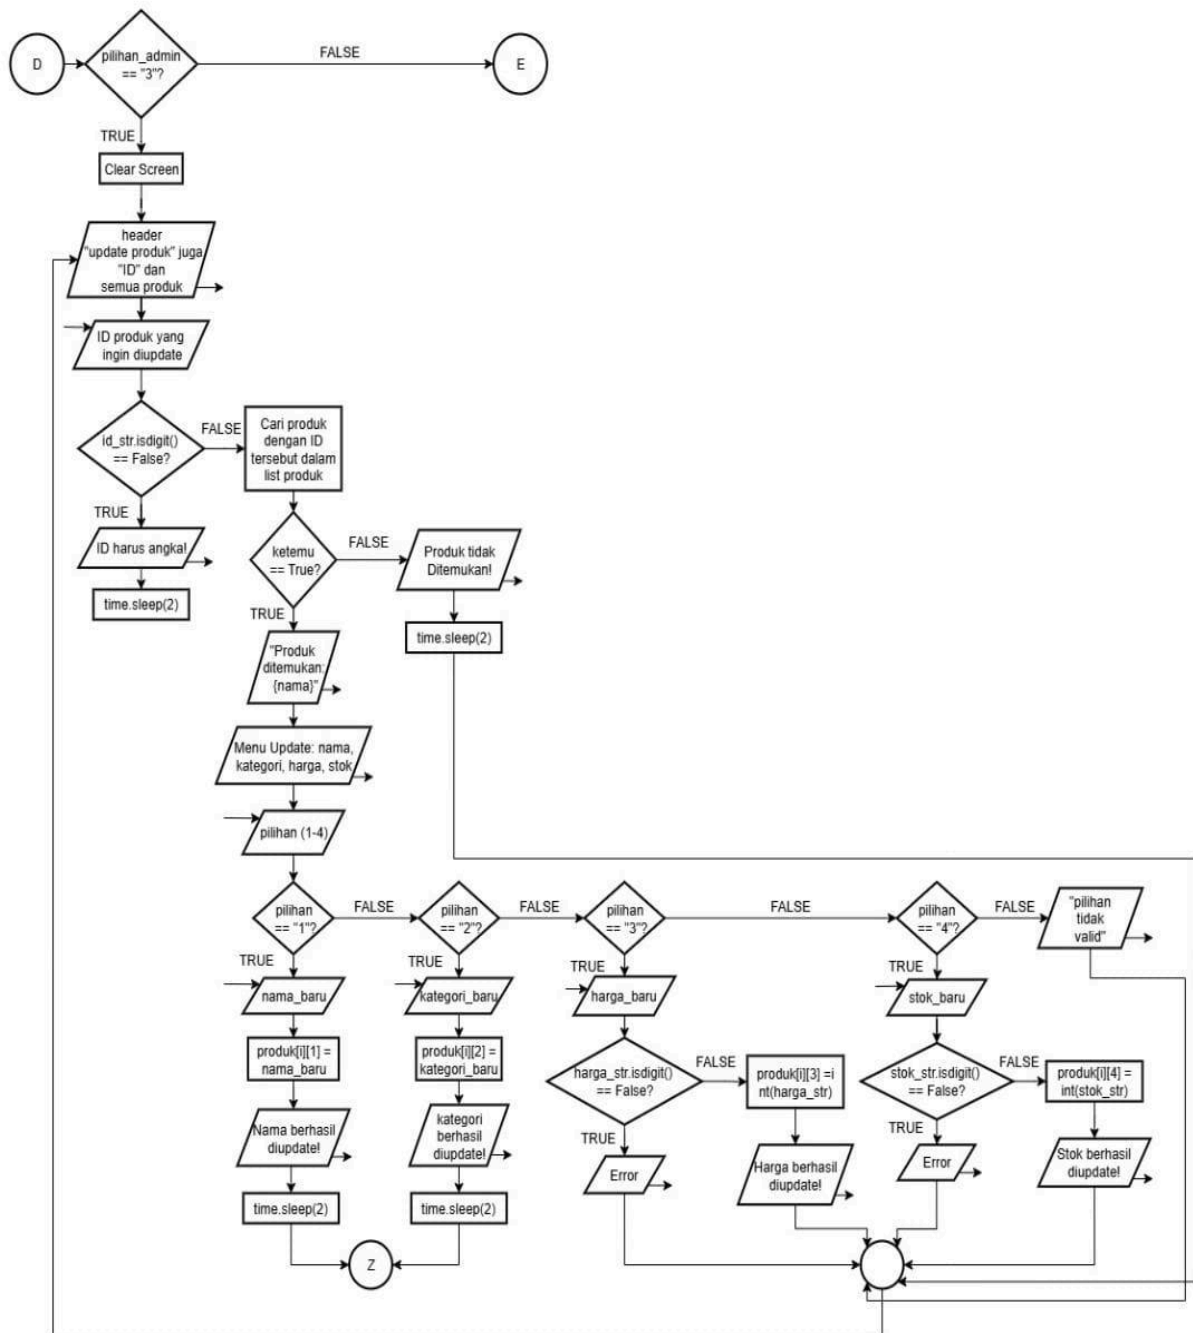 D
pilihan_admin
== "3"?
FALSE
E
TRUE
Clear Screen
header
"update produk" juga
"ID" dan
semua produk
ID produk yang
ingin diupdate
id_str.isdigit()
== False?
FALSE
Cari produk
dengan ID
tersebut dalam
list produk
TRUE
ID harus angka!
time.sleep(2)
ketemu
== True?
FALSE
Produk tidak
Ditemukan!
time.sleep(2)
TRUE
"Produk
ditemukan:
{nama}"
Menu Update: nama,
kategori, harga, stok
pilihan (1-4)
pilihan
== "1"?
FALSE
pilihan
== "2"?
FALSE
pilihan
== "3"?
FALSE
pilihan
== "4"?
FALSE
"pilihan
tidak
valid"
TRUE
nama_baru
produk[i][1] =
nama_baru
Nama berhasil
diupdate!
time.sleep(2)
TRUE
kategori_baru
produk[i][2] =
kategori_baru
kategori
berhasil
diupdate!
time.sleep(2)
Z
TRUE
harga_baru
harga_str.isdigit()
== False?
FALSE
produk[i][3] =i
nt(harga_str)
TRUE
Error
Harga berhasil
diupdate!
TRUE
stok_baru
stok_str.isdigit()
== False?
FALSE
produk[i][4] =
int(stok_str)
TRUE
Error
Stok berhasil
diupdate!